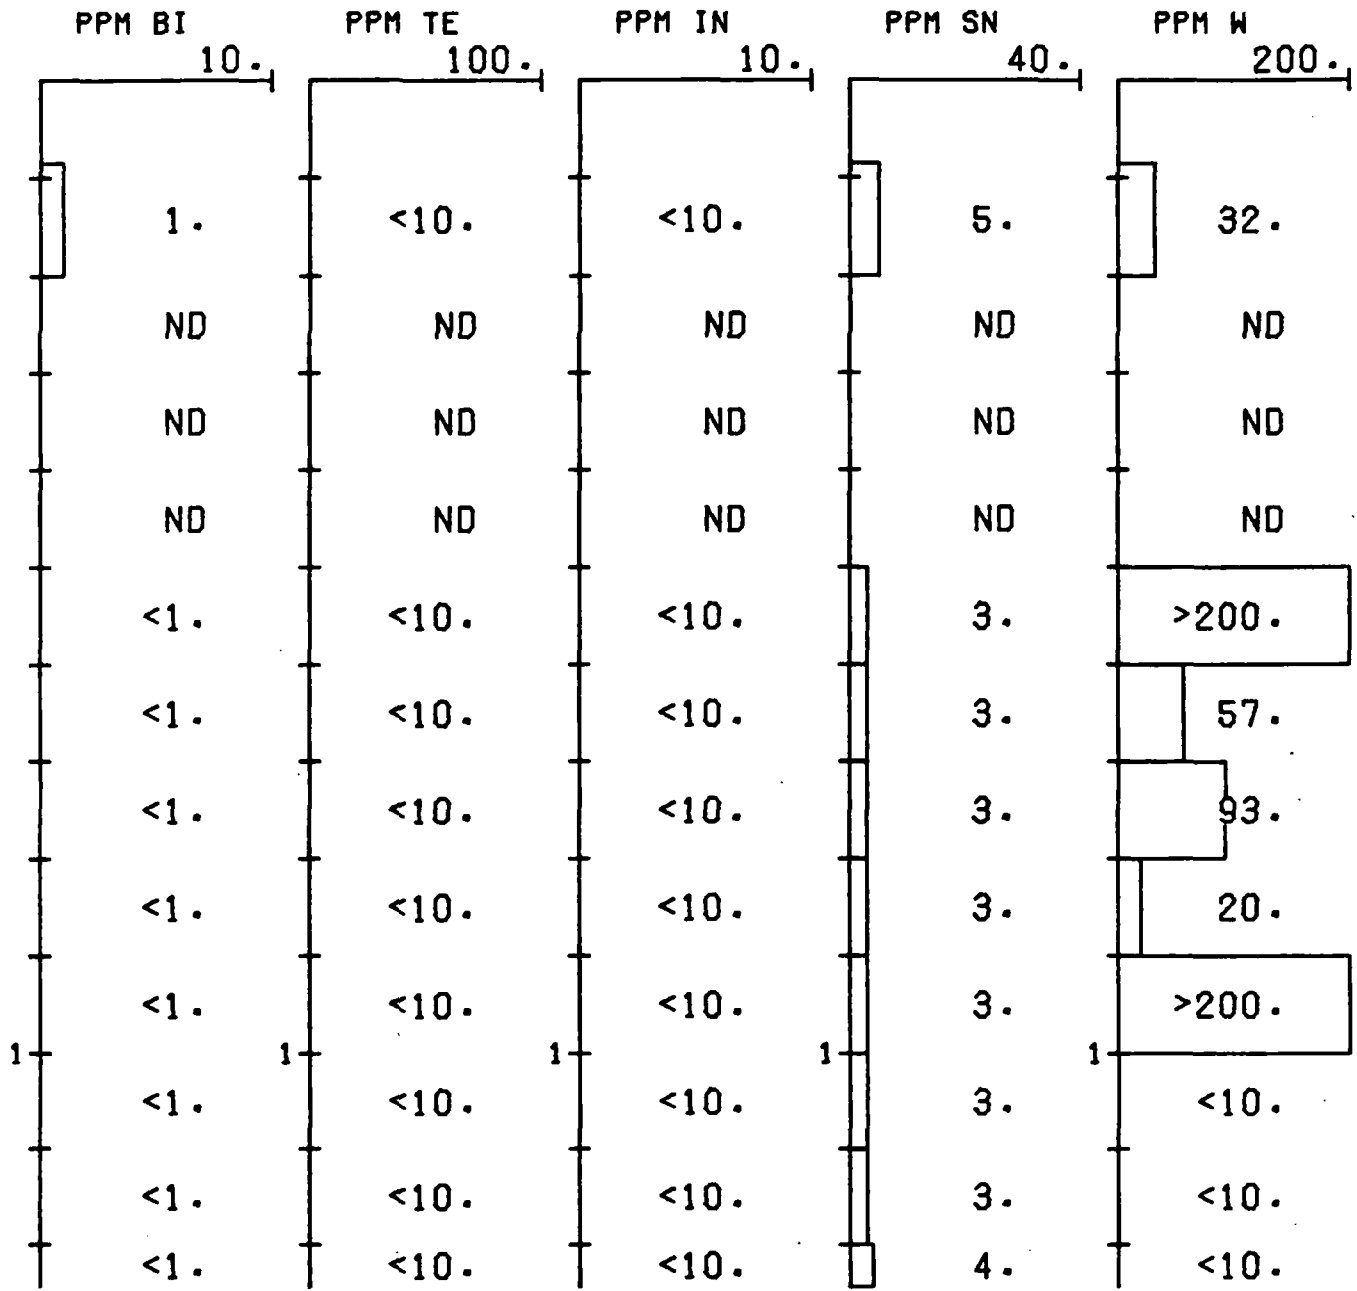 PPM BI PPM TE PPM IN PPM SN PPM W
10. 100. 10. 40. 200.
1. <10. <10. 5. 32.
ND ND ND ND ND
ND ND ND ND ND
ND ND ND ND ND
<1. <10. <10. 3. >200.
<1. <10. <10. 3. 57.
<1. <10. <10. 3. 93.
<1. <10. <10. 3. 20.
<1. <10. <10. 3. >200.
1 1 1 1 1
<1. <10. <10. 3. <10.
<1. <10. <10. 3. <10.
<1. <10. <10. 4. <10.